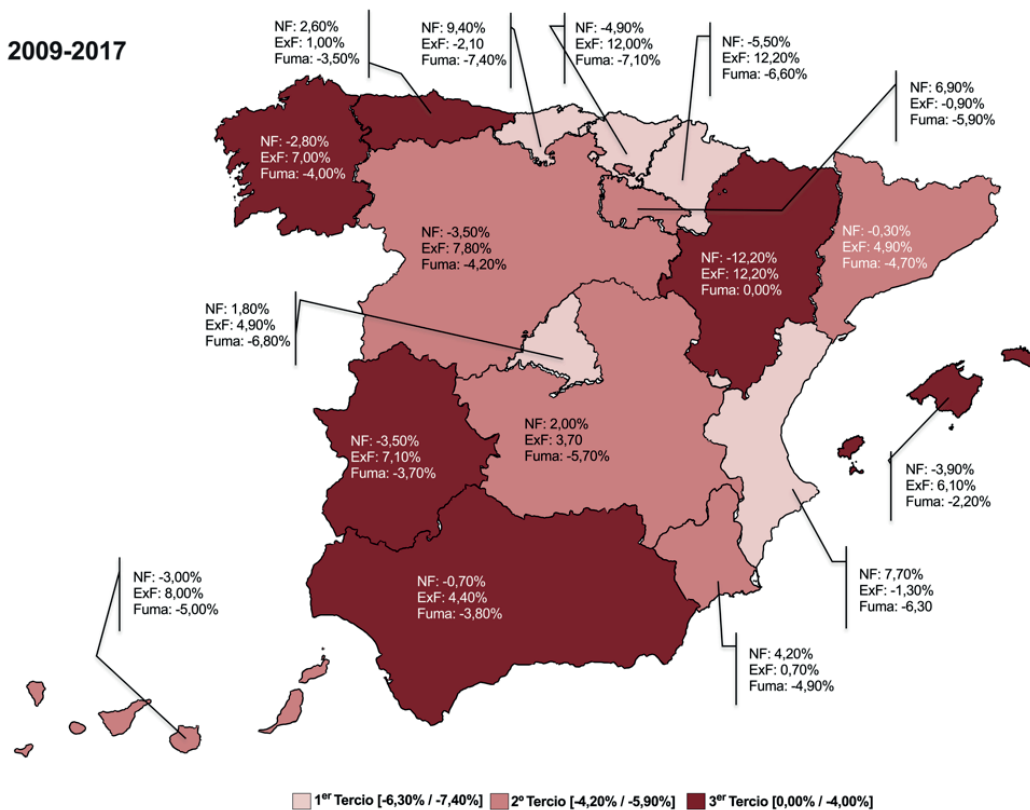 2009-2017
NF: 2,60%
ExF: 1,00%
Fuma: -3,50%
NF: 9,40%
ExF: -2,10
Fuma: -7,40%
NF: -4,90%
ExF: 12,00%
Fuma: -7,10%
NF: -5,50%
ExF: 12,20%
Fuma: -6,60%
NF: 6,90%
ExF: -0,90%
Fuma: -5,90%
NF: -2,80%
ExF: 7,00%
Fuma: -4,00%
NF: -3,50%
ExF: 7,80%
Fuma: -4,20%
NF: -12,20%
ExF: 12,20%
Fuma: 0,00%
NF: -0,30%
ExF: 4,90%
Fuma: -4,70%
NF: 1,80%
ExF: 4,90%
Fuma: -6,80%
NF: 2,00%
ExF: 3,70
Fuma: -5,70%
NF: -3,50%
ExF: 7,10%
Fuma: -3,70%
NF: -3,90%
ExF: 6,10%
Fuma: -2,20%
NF: -3,00%
ExF: 8,00%
Fuma: -5,00%
NF: -0,70%
ExF: 4,40%
Fuma: -3,80%
NF: 7,70%
ExF: -1,30%
Fuma: -6,30
NF: 4,20%
ExF: 0,70%
Fuma: -4,90%
1er Tercio [-6,30% / -7,40%] 2º Tercio [-4,20% / -5,90%] 3er Tercio [0,00% / -4,00%]